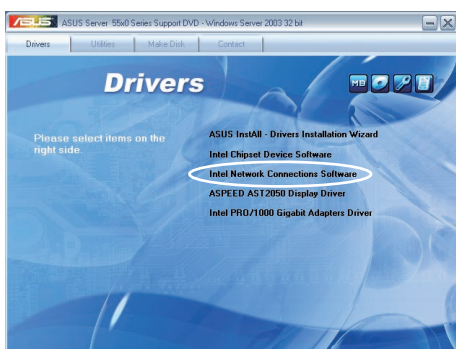 ASUS Server 55x0 Series Support DVD - Windows Server 2003 32 bit
Drivers Utilities Make Disk Contact
Drivers
MB
Please select items on the
right side.
ASUS InstAll - Drivers Installation Wizard
Intel Chipset Device Software
Intel Network Connections Software
ASPEED AST2050 Display Driver
Intel PRO/1000 Gigabit Adapters Driver